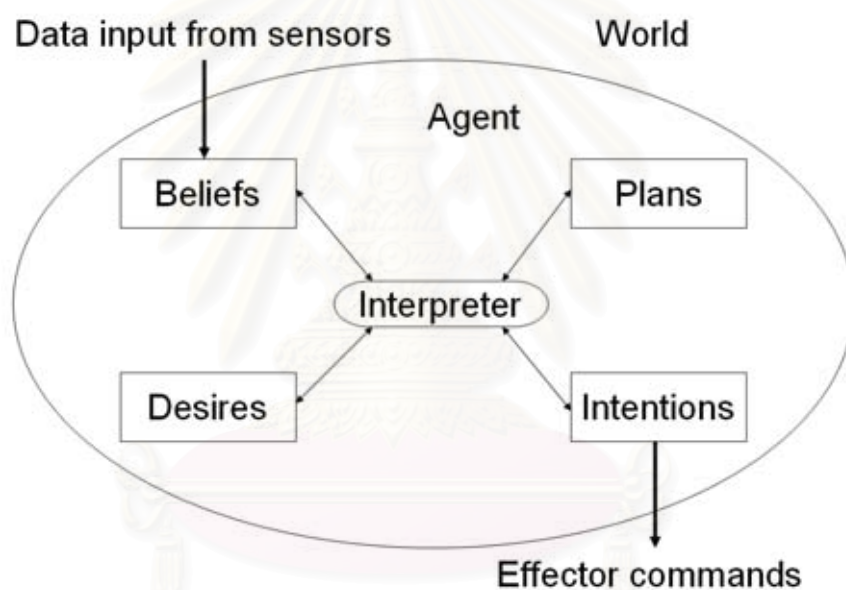 Data input from sensors
World
Agent
Beliefs
Plans
Interpreter
Desires
Intentions
Effector commands